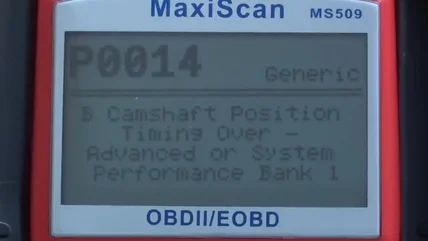 MaxiScan MS509
P0014
Generic
B Camshaft Position
Timing Over -
Advanced or System
Performance Bank 1
OBDII/EOBD